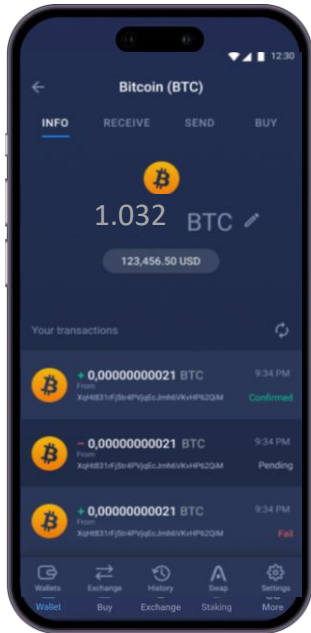 12:30
Bitcoin (BTC)
INFO RECEIVE SEND BUY
1.032 BTC
123,456.50 USD
Your transactions
+ 0,00000000021 BTC 9:34 PM
From
Confirmed
− 0,00000000021 BTC 9:34 PM
From
Pending
+ 0,00000000021 BTC 9:34 PM
From
Fail
Wallets Exchange History Swap Settings
Wallet Buy Exchange Staking More